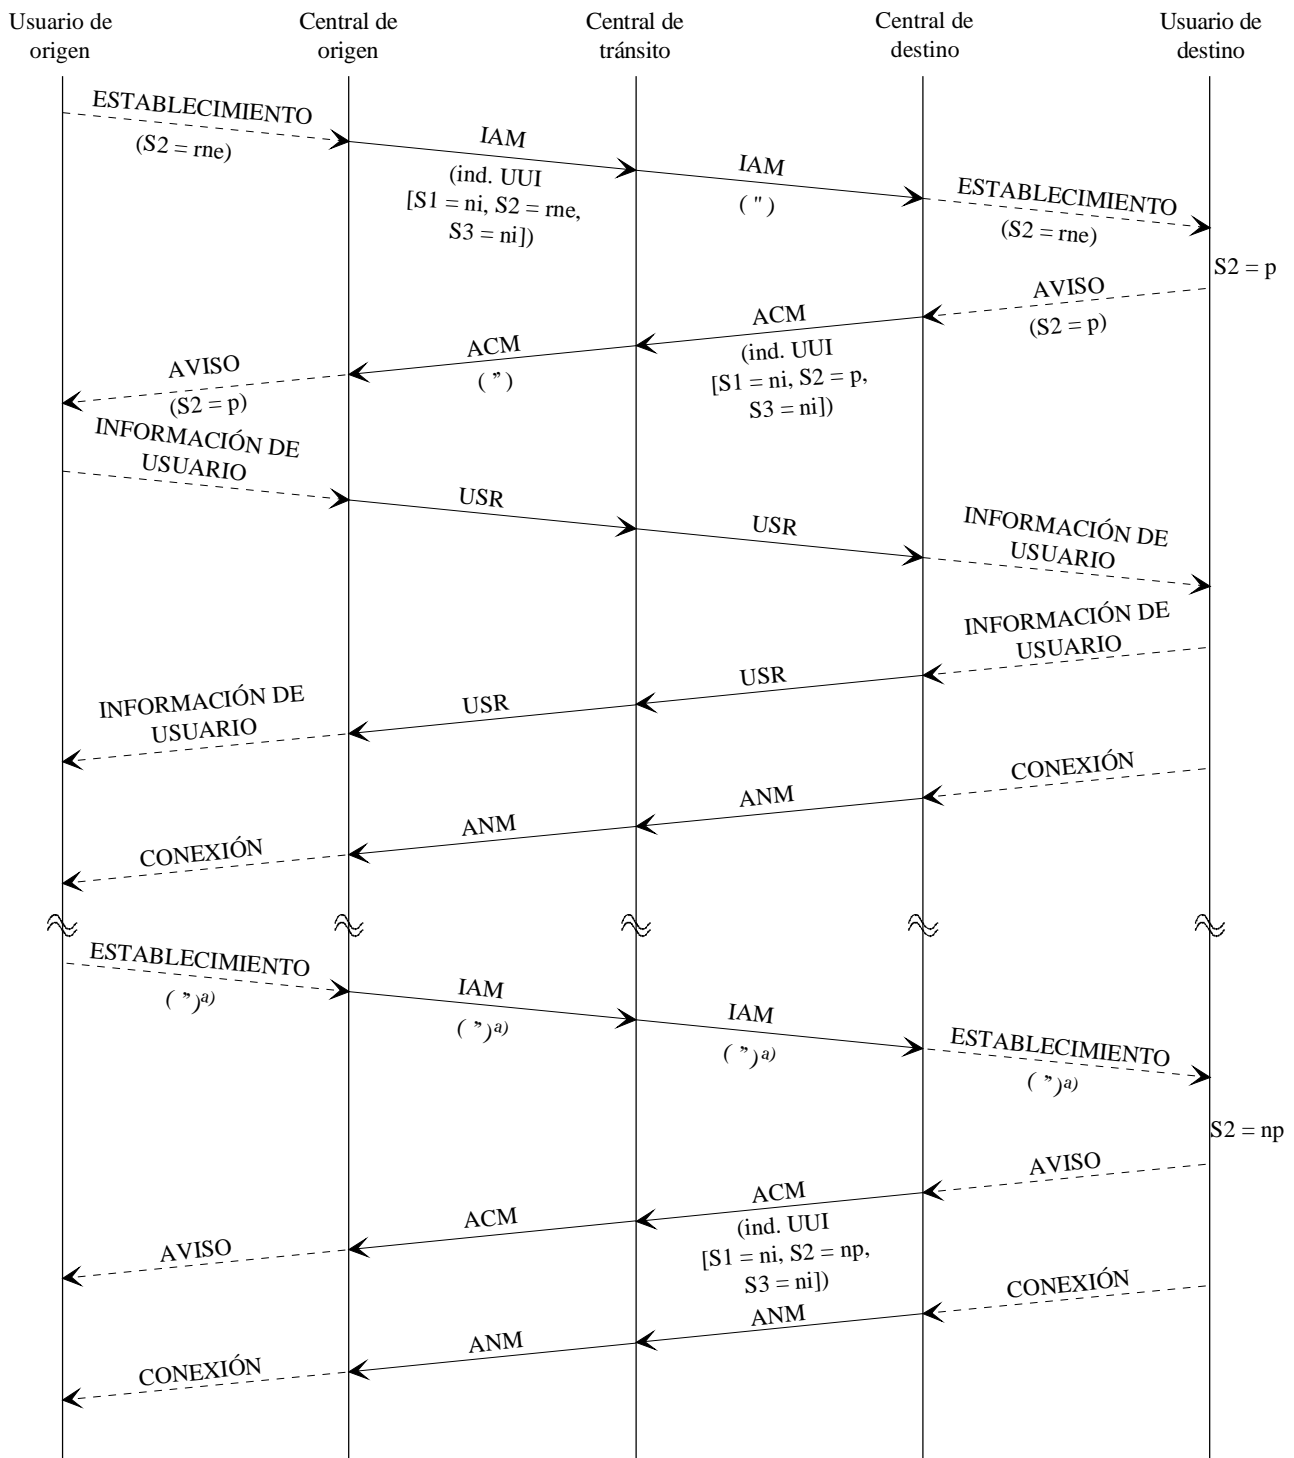 Usuario de
origen
Central de
origen
Central de
tránsito
Central de
destino
Usuario de
destino
ESTABLECIMIENTO
(S2 = rne)
IAM
(ind. UUI
[S1 = ni, S2 = rne,
S3 = ni])
IAM
( " )
ESTABLECIMIENTO
(S2 = rne)
S2 = p
AVISO
(S2 = p)
ACM
(ind. UUI
[S1 = ni, S2 = p,
S3 = ni])
ACM
( ” )
AVISO
(S2 = p)
INFORMACIÓN DE
USUARIO
USR
USR
INFORMACIÓN DE
USUARIO
INFORMACIÓN DE
USUARIO
USR
USR
INFORMACIÓN DE
USUARIO
CONEXIÓN
ANM
ANM
CONEXIÓN
ESTABLECIMIENTO
( ” )a)
IAM
( ” )a)
IAM
( ” )a)
ESTABLECIMIENTO
( ” )a)
S2 = np
AVISO
ACM
(ind. UUI
[S1 = ni, S2 = np,
S3 = ni])
ACM
AVISO
CONEXIÓN
ANM
ANM
CONEXIÓN